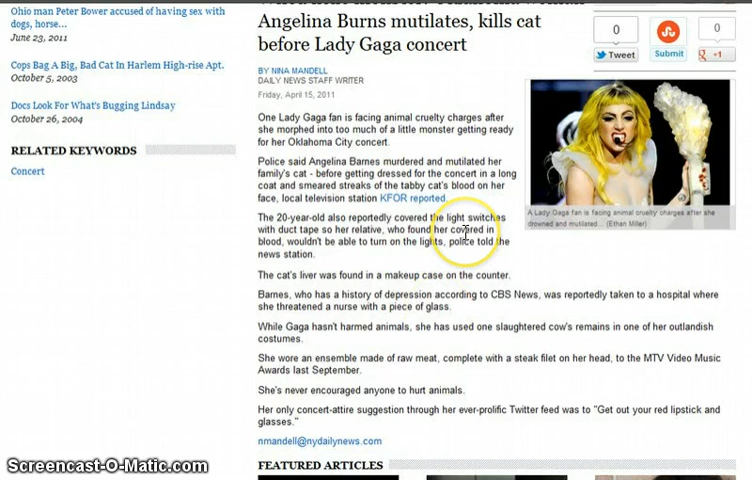 Ohio man Peter Bower accused of having sex with
dogs, horse...
June 23, 2011
Cops Bag A Big, Bad Cat In Harlem High-rise Apt.
October 5, 2003
Docs Look For What's Bugging Lindsay
October 26, 2004
RELATED KEYWORDS
Concert
Angelina Burns mutilates, kills cat
before Lady Gaga concert
BY NINA MANDELL
DAILY NEWS STAFF WRITER
Friday, April 15, 2011
0
Tweet
Submit
0
+1
One Lady Gaga fan is facing animal cruelty charges after
she morphed into too much of a little monster getting ready
for her Oklahoma City concert.
Police said Angelina Barnes murdered and mutilated her
family's cat - before getting dressed for the concert in a long
coat and smeared streaks of the tabby cat's blood on her
face, local television station KFOR reported.
The 20-year-old also reportedly covered the light switches
with duct tape so her relative, who found her covered in
blood, wouldn't be able to turn on the lights, police told the
news station.
A Lady Gaga fan is facing animal cruelty charges after she
drowned and mutilated... (Ethan Miller)
The cat's liver was found in a makeup case on the counter.
Barnes, who has a history of depression according to CBS News, was reportedly taken to a hospital where
she threatened a nurse with a piece of glass.
While Gaga hasn't harmed animals, she has used one slaughtered cow's remains in one of her outlandish
costumes.
She wore an ensemble made of raw meat, complete with a steak filet on her head, to the MTV Video Music
Awards last September.
She's never encouraged anyone to hurt animals.
Her only concert-attire suggestion through her ever-prolific Twitter feed was to "Get out your red lipstick and
glasses."
nmandell@nydailynews.com
FEATURED ARTICLES
Screencast-O-Matic.com